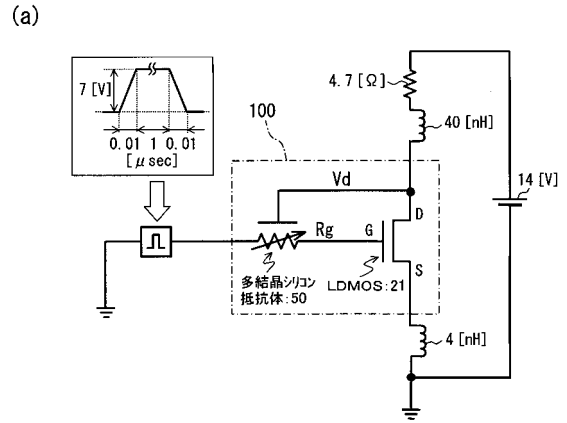 (a)
7 [V]
0.01 1 0.01
[μsec]
4.7 [Ω]
40 [nH]
100
14 [V]
Vd
D
Rg
G
S
多結晶シリコン
抵抗体:50
LDMOS:21
4 [nH]